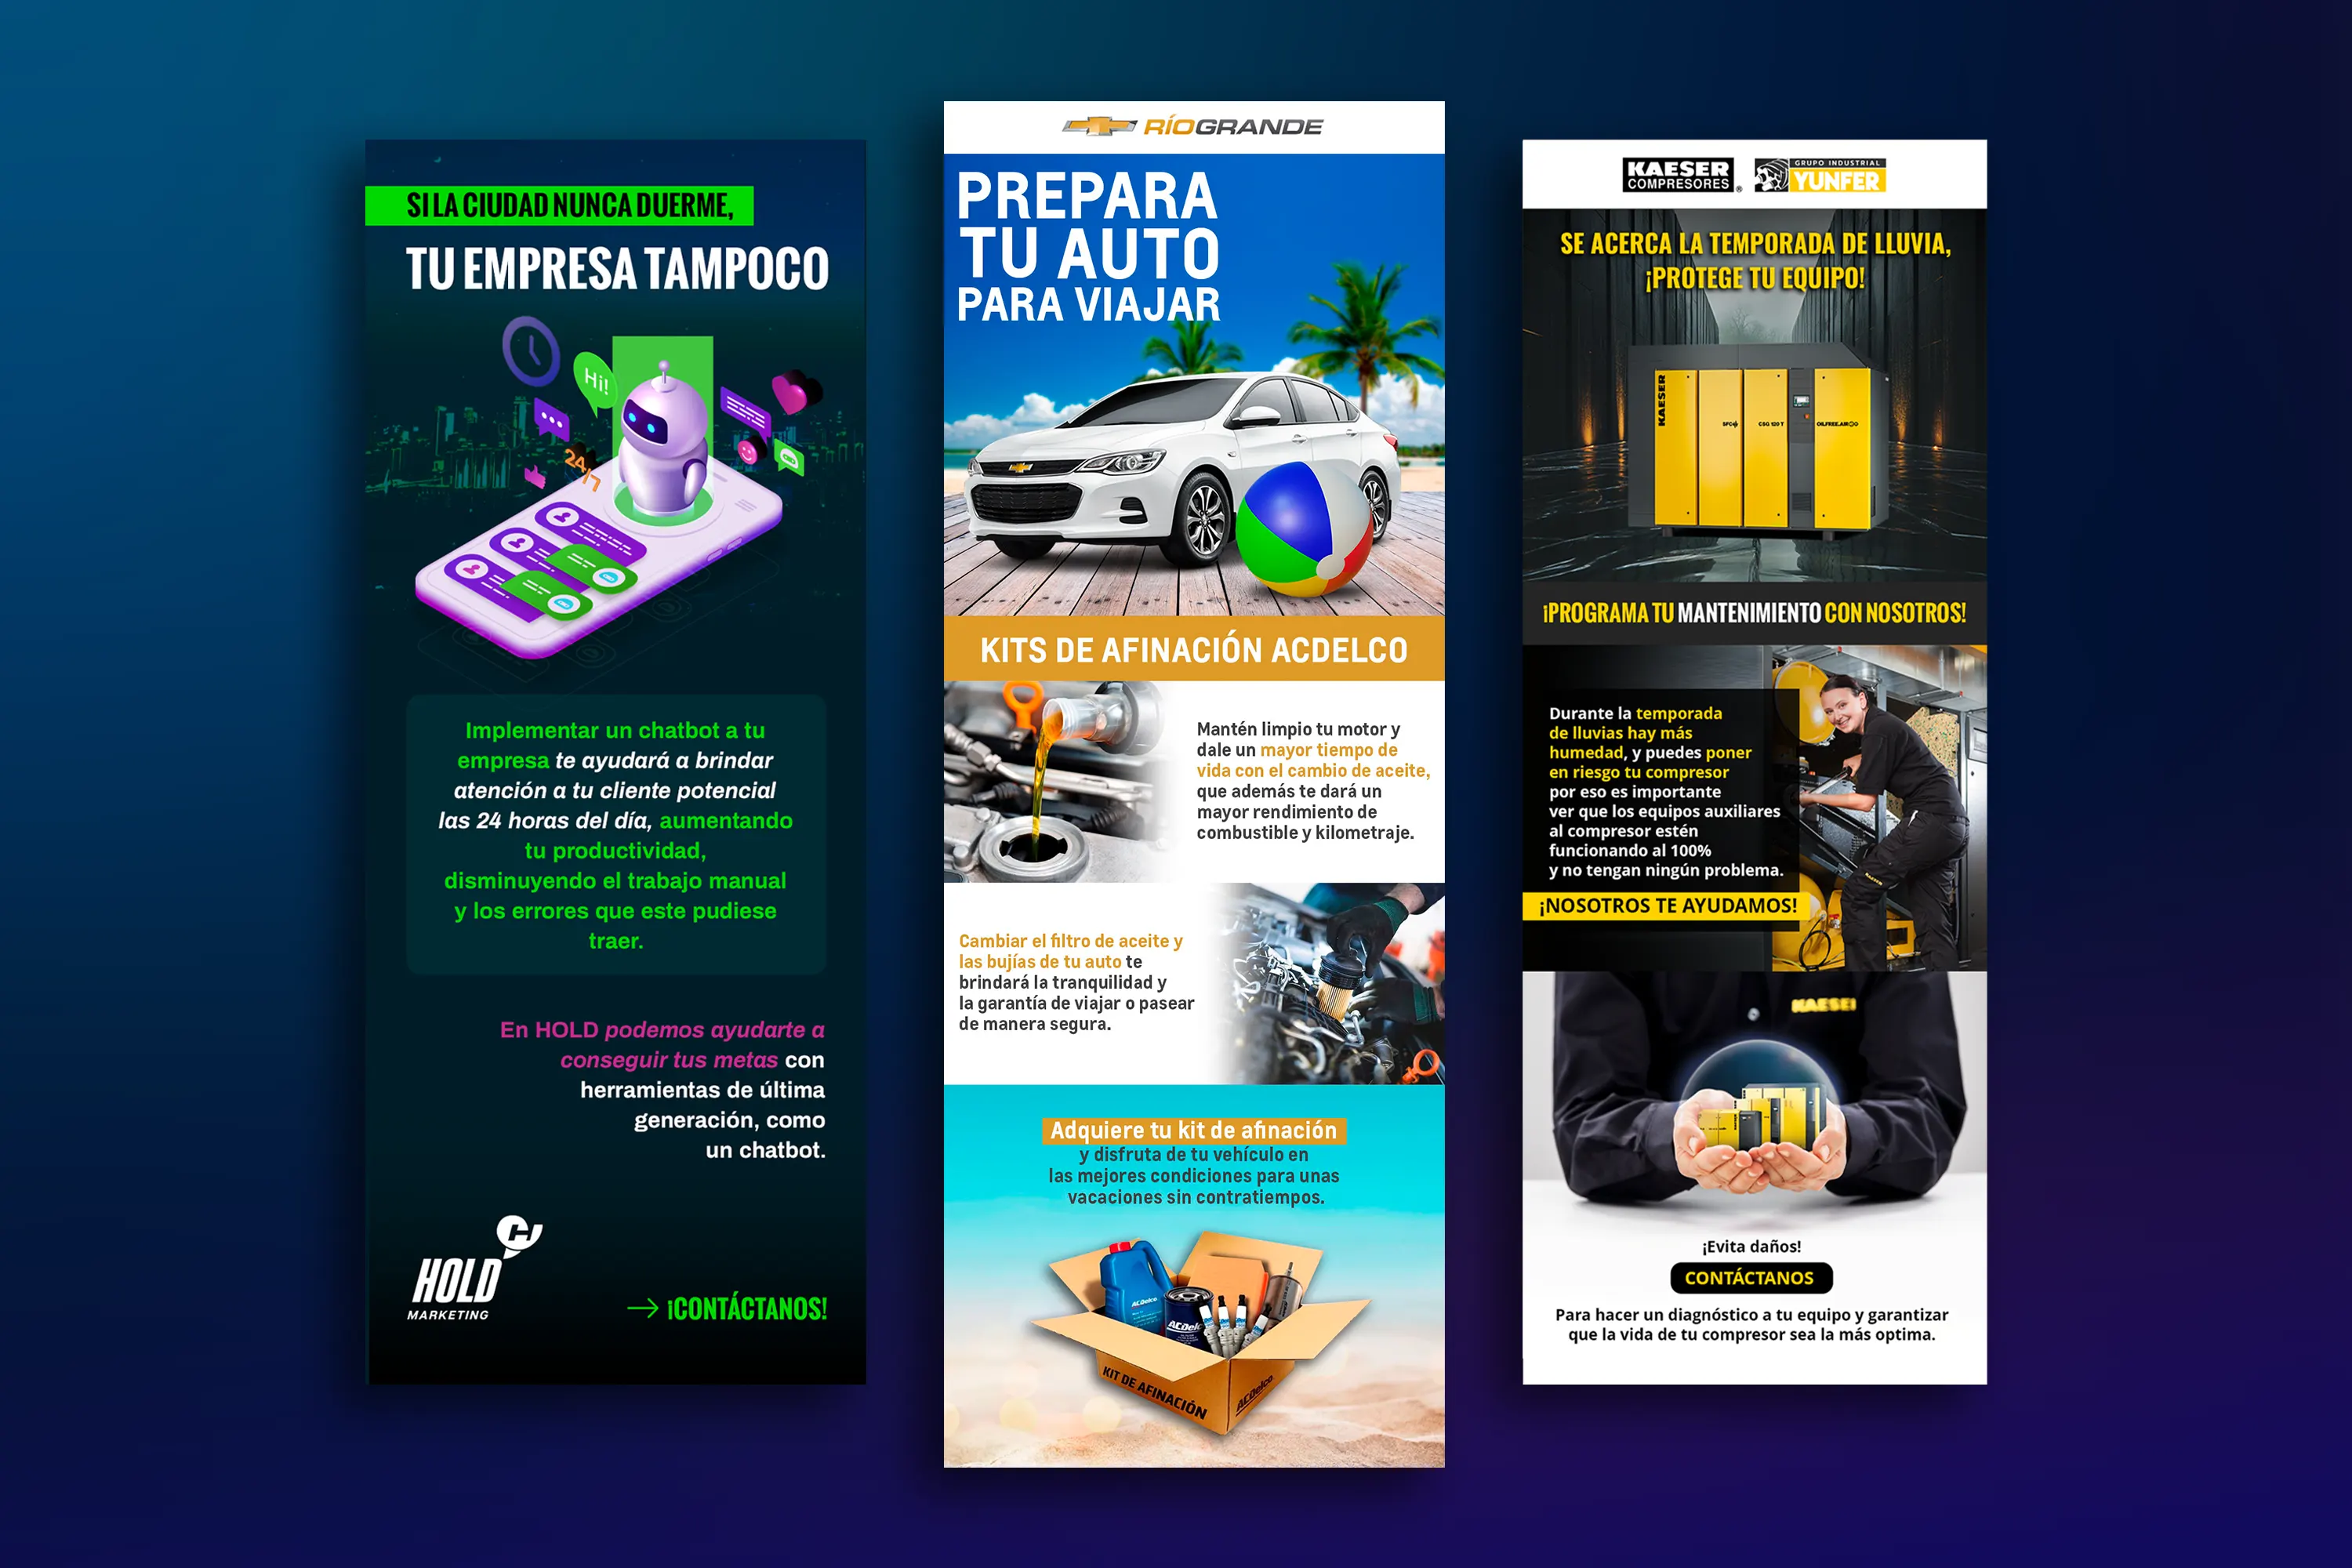 SI LA CIUDAD NUNCA DUERME,
TU EMPRESA TAMPOCO
Hi!
24/7
Implementar un chatbot a tu
empresa te ayudará a brindar
atención a tu cliente potencial
las 24 horas del día, aumentando
tu productividad,
disminuyendo el trabajo manual
y los errores que este pudiese
traer.
En HOLD podemos ayudarte a
conseguir tus metas con
herramientas de última
generación, como
un chatbot.
HOLD
MARKETING
¡CONTÁCTANOS!
RÍOGRANDE
PREPARA
TU AUTO
PARA VIAJAR
KITS DE AFINACIÓN ACDELCO
Mantén limpio tu motor y
dale un mayor tiempo de
vida con el cambio de aceite,
que además te dará un
mayor rendimiento de
combustible y kilometraje.
Cambiar el filtro de aceite y
las bujías de tu auto te
brindará la tranquilidad y
la garantía de viajar o pasear
de manera segura.
Adquiere tu kit de afinación
y disfruta de tu vehículo en
las mejores condiciones para unas
vacaciones sin contratiempos.
ACDelco
ACDelco
KIT DE AFINACIÓN
ACDelco
KAESER
COMPRESORES ®
GRUPO INDUSTRIAL
YUNFER
SE ACERCA LA TEMPORADA DE LLUVIA,
¡PROTEGE TU EQUIPO!
KAESER
SFC
CSG 120 T
OILFREE.AIR
¡PROGRAMA TU MANTENIMIENTO CON NOSOTROS!
Durante la temporada
de lluvias hay más
humedad, y puedes poner
en riesgo tu compresor
por eso es importante
ver que los equipos auxiliares
al compresor estén
funcionando al 100%
y no tengan ningún problema.
¡NOSOTROS TE AYUDAMOS!
KAESER
¡Evita daños!
CONTÁCTANOS
Para hacer un diagnóstico a tu equipo y garantizar
que la vida de tu compresor sea la más optima.